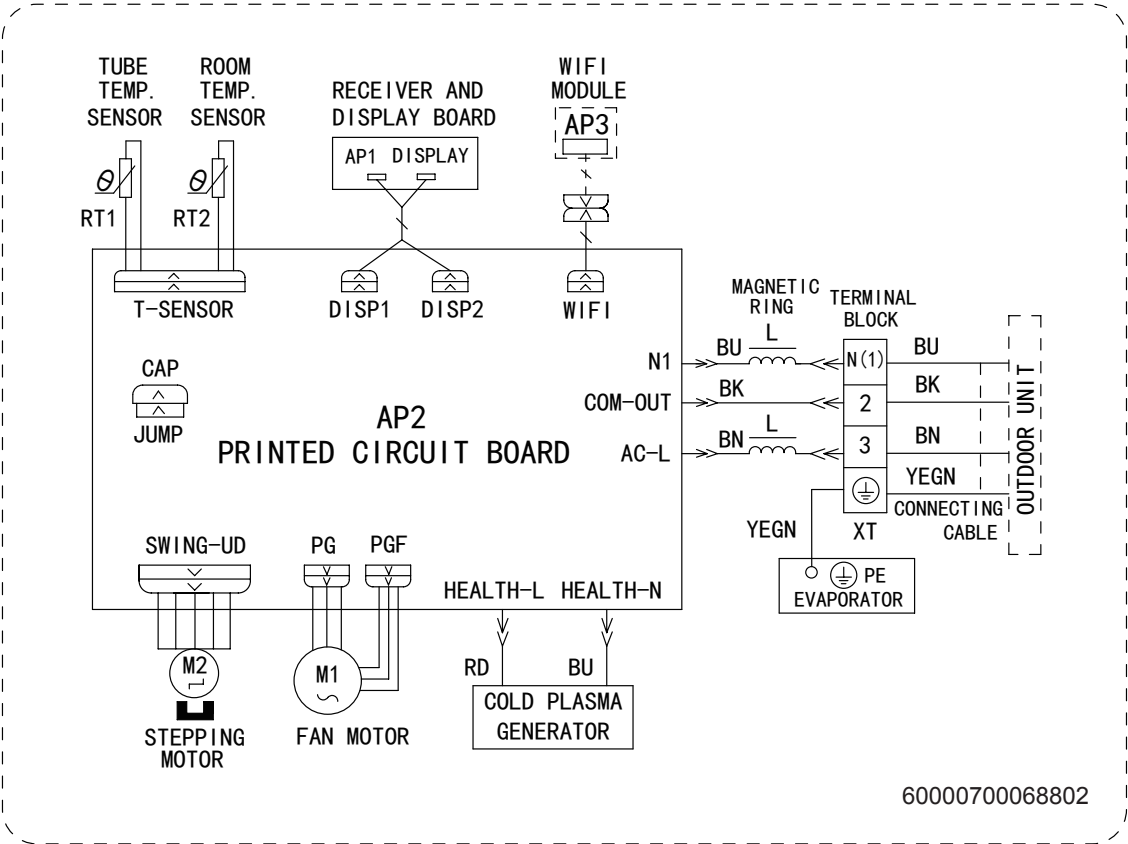 TUBE
TEMP.
SENSOR
ROOM
TEMP.
SENSOR
RECEIVER AND
DISPLAY BOARD
WIFI
MODULE
AP3
AP1 DISPLAY
θ
RT1
θ
RT2
T-SENSOR
DISP1
DISP2
WIFI
MAGNETIC
RING
TERMINAL
BLOCK
CAP
JUMP
AP2
PRINTED CIRCUIT BOARD
N1
BU
L
N(1)
BU
COM-OUT
BK
2
BK
AC-L
BN
L
3
BN
YEGN
CONNECTING
CABLE
OUTDOOR UNIT
XT
YEGN
PE
EVAPORATOR
SWING-UD
PG
PGF
HEALTH-L
HEALTH-N
M2
STEPPING
MOTOR
M1
FAN MOTOR
RD
BU
COLD PLASMA
GENERATOR
60000700068802